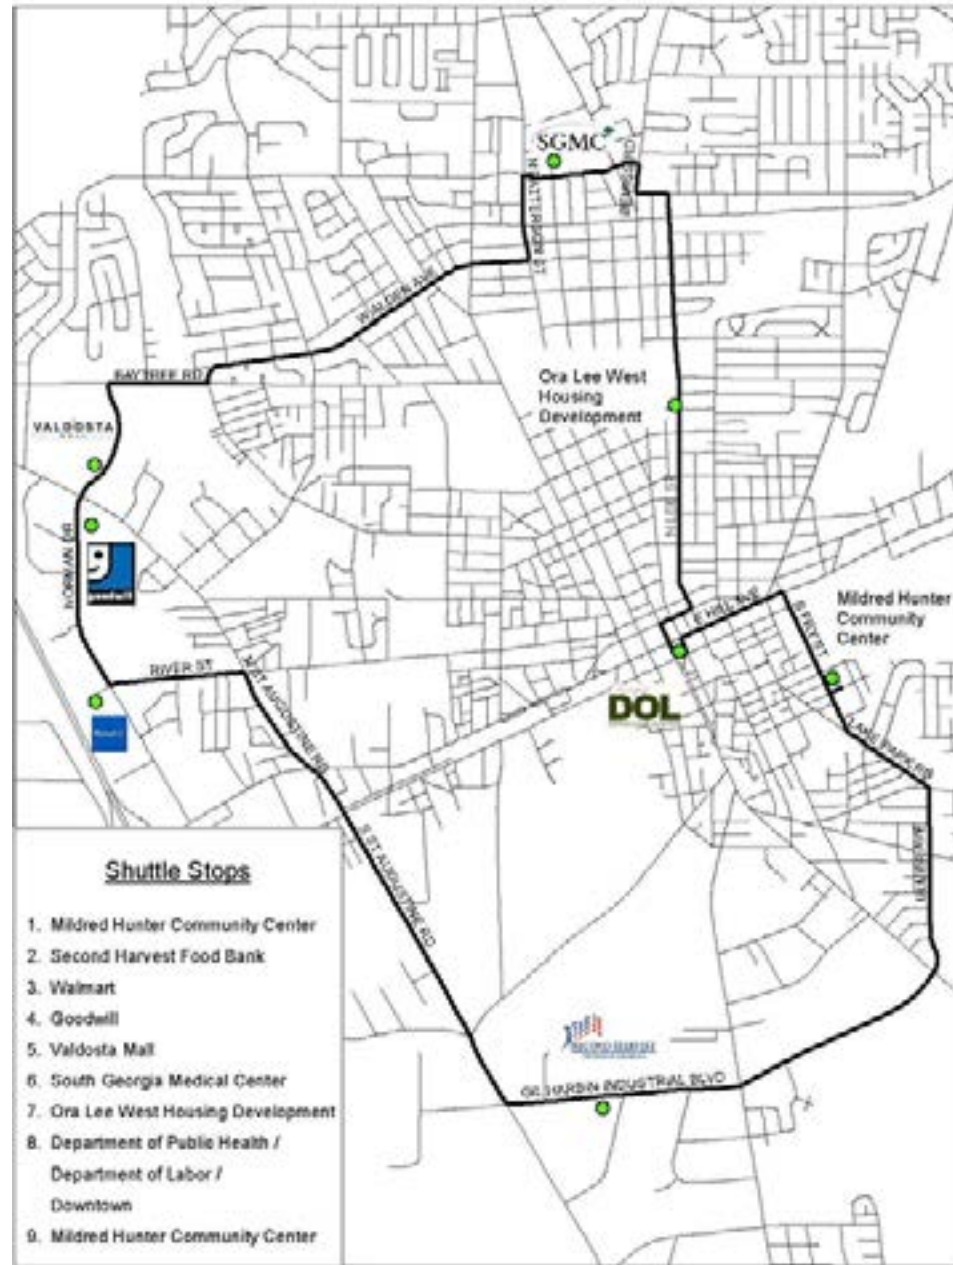 SGMC
N PATTERSON ST
WALDEN AVE
BAYTREE RD
VALDOSTA
Ora Lee West
Housing
Development
NORMAN DR
E HILL AVE
S FRY ST
Mildred Hunter
Community
Center
RIVER ST
N ST AUGUSTINE RD
DOL
LAKE PARK RD
S ST AUGUSTINE RD
GIL HARBIN INDUSTRIAL BLVD
Shuttle Stops
1. Mildred Hunter Community Center
2. Second Harvest Food Bank
3. Walmart
4. Goodwill
5. Valdosta Mall
6. South Georgia Medical Center
7. Ora Lee West Housing Development
8. Department of Public Health /
Department of Labor /
Downtown
9. Mildred Hunter Community Center